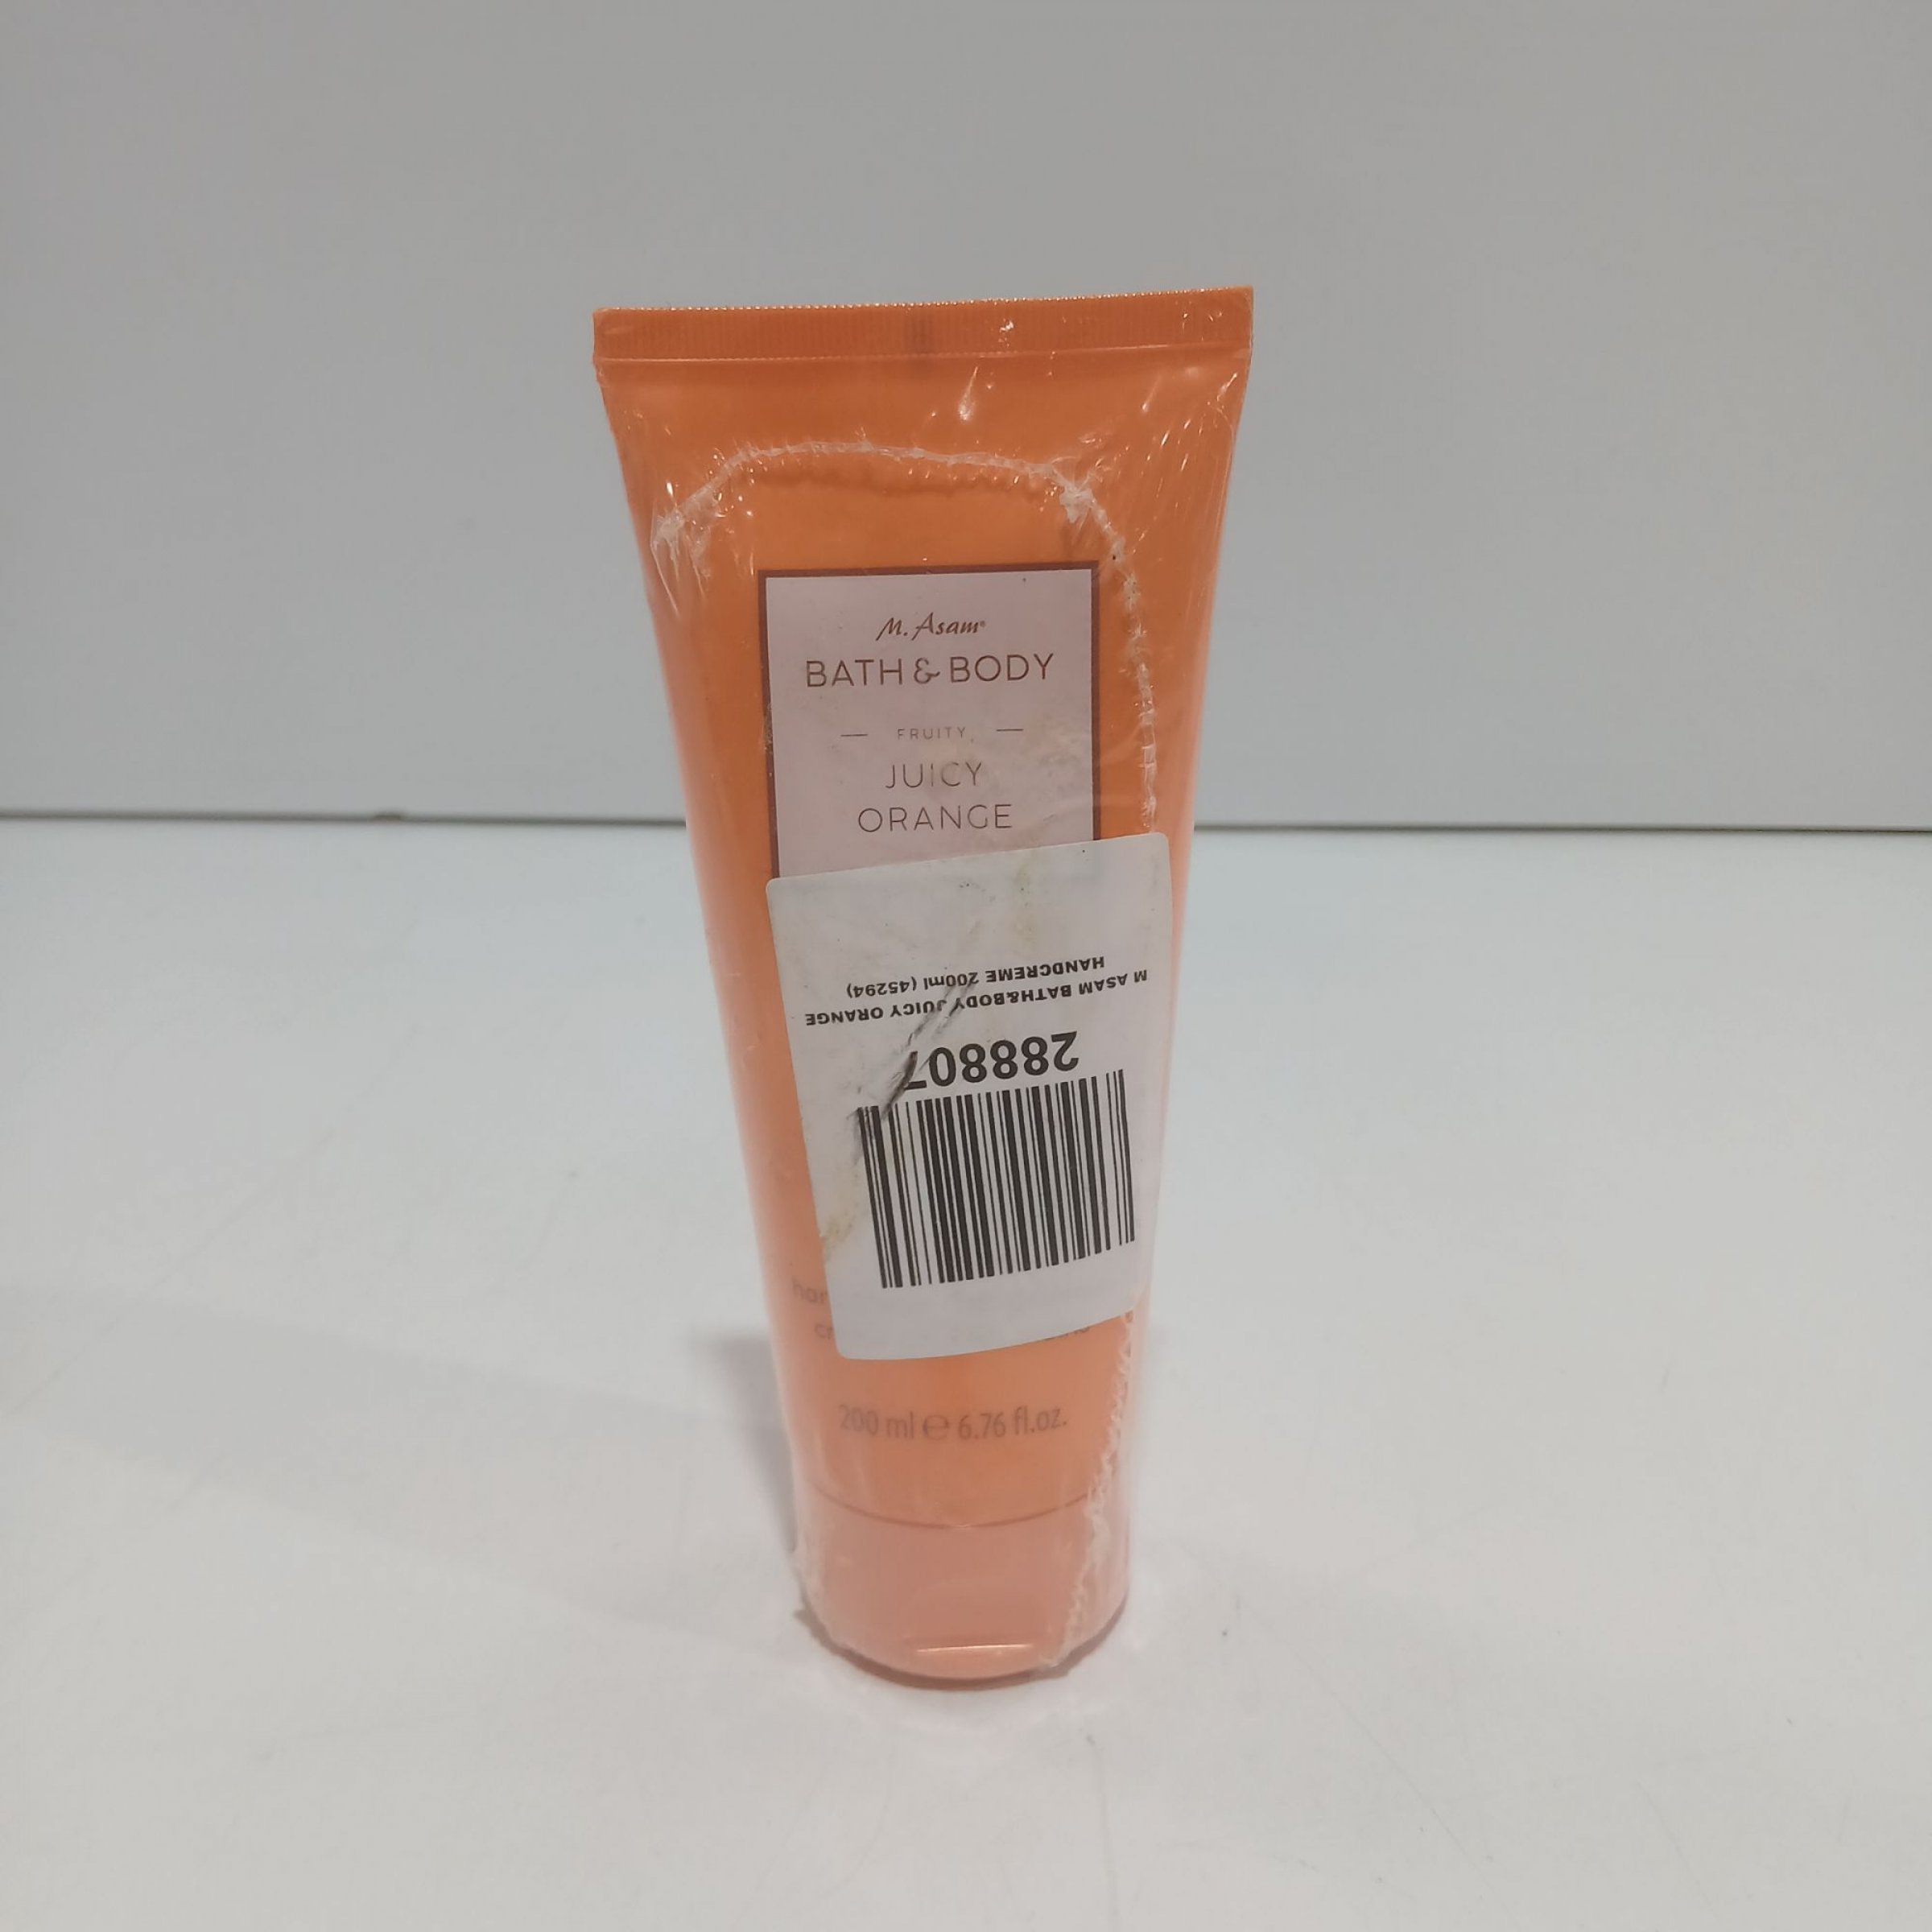 M. Asam®
BATH & BODY
FRUITY
JUICY
ORANGE
288807
M ASAM BATH&BODY JUICY ORANGE
HANDCREME 200ml (45294)
200 ml ℮ 6.76 fl.oz.